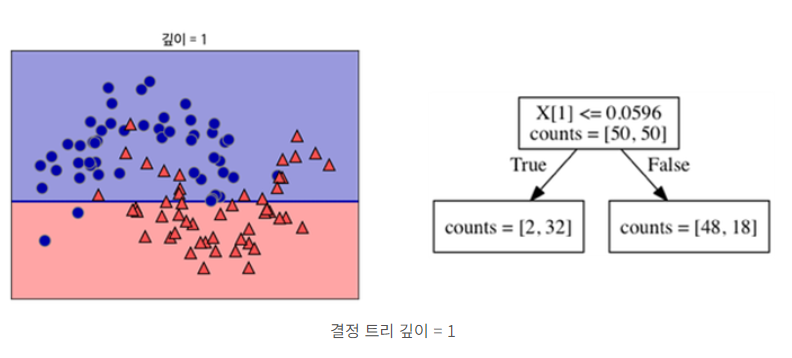 깊이 = 1
X[1] <= 0.0596
counts = [50, 50]
True
False
counts = [2, 32]
counts = [48, 18]
결정 트리 깊이 = 1